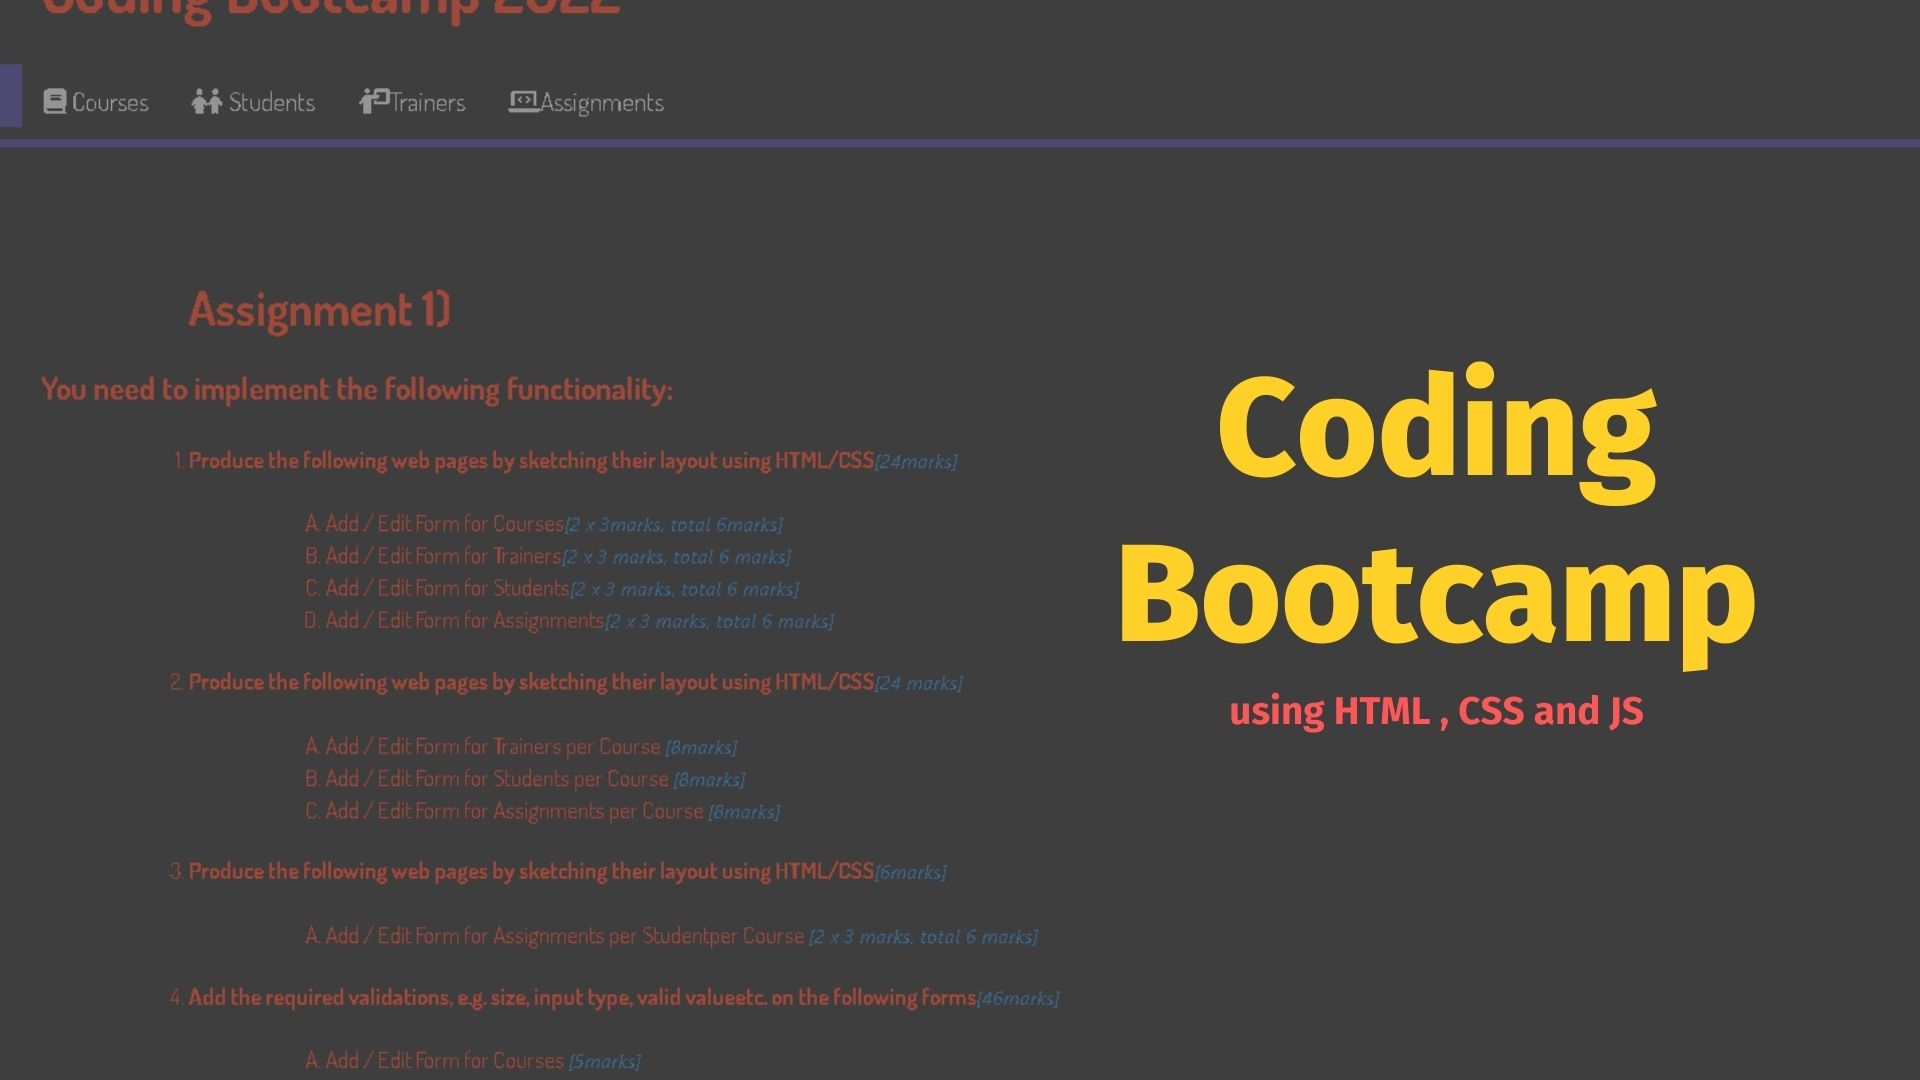 Coding Bootcamp 2022
Courses Students Trainers Assignments
Assignment 1)
You need to implement the following functionality:
1. Produce the following web pages by sketching their layout using HTML/CSS[24marks]
A. Add / Edit Form for Courses[2 x 3marks, total 6marks]
B. Add / Edit Form for Trainers[2 x 3 marks, total 6 marks]
C. Add / Edit Form for Students[2 x 3 marks, total 6 marks]
D. Add / Edit Form for Assignments[2 x 3 marks, total 6 marks]
2. Produce the following web pages by sketching their layout using HTML/CSS[24 marks]
A. Add / Edit Form for Trainers per Course [8marks]
B. Add / Edit Form for Students per Course [8marks]
C. Add / Edit Form for Assignments per Course [8marks]
3. Produce the following web pages by sketching their layout using HTML/CSS[6marks]
A. Add / Edit Form for Assignments per Studentper Course [2 x 3 marks, total 6 marks]
4. Add the required validations, e.g. size, input type, valid valueetc. on the following forms[46marks]
A. Add / Edit Form for Courses [5marks]
Coding
Bootcamp
using HTML , CSS and JS